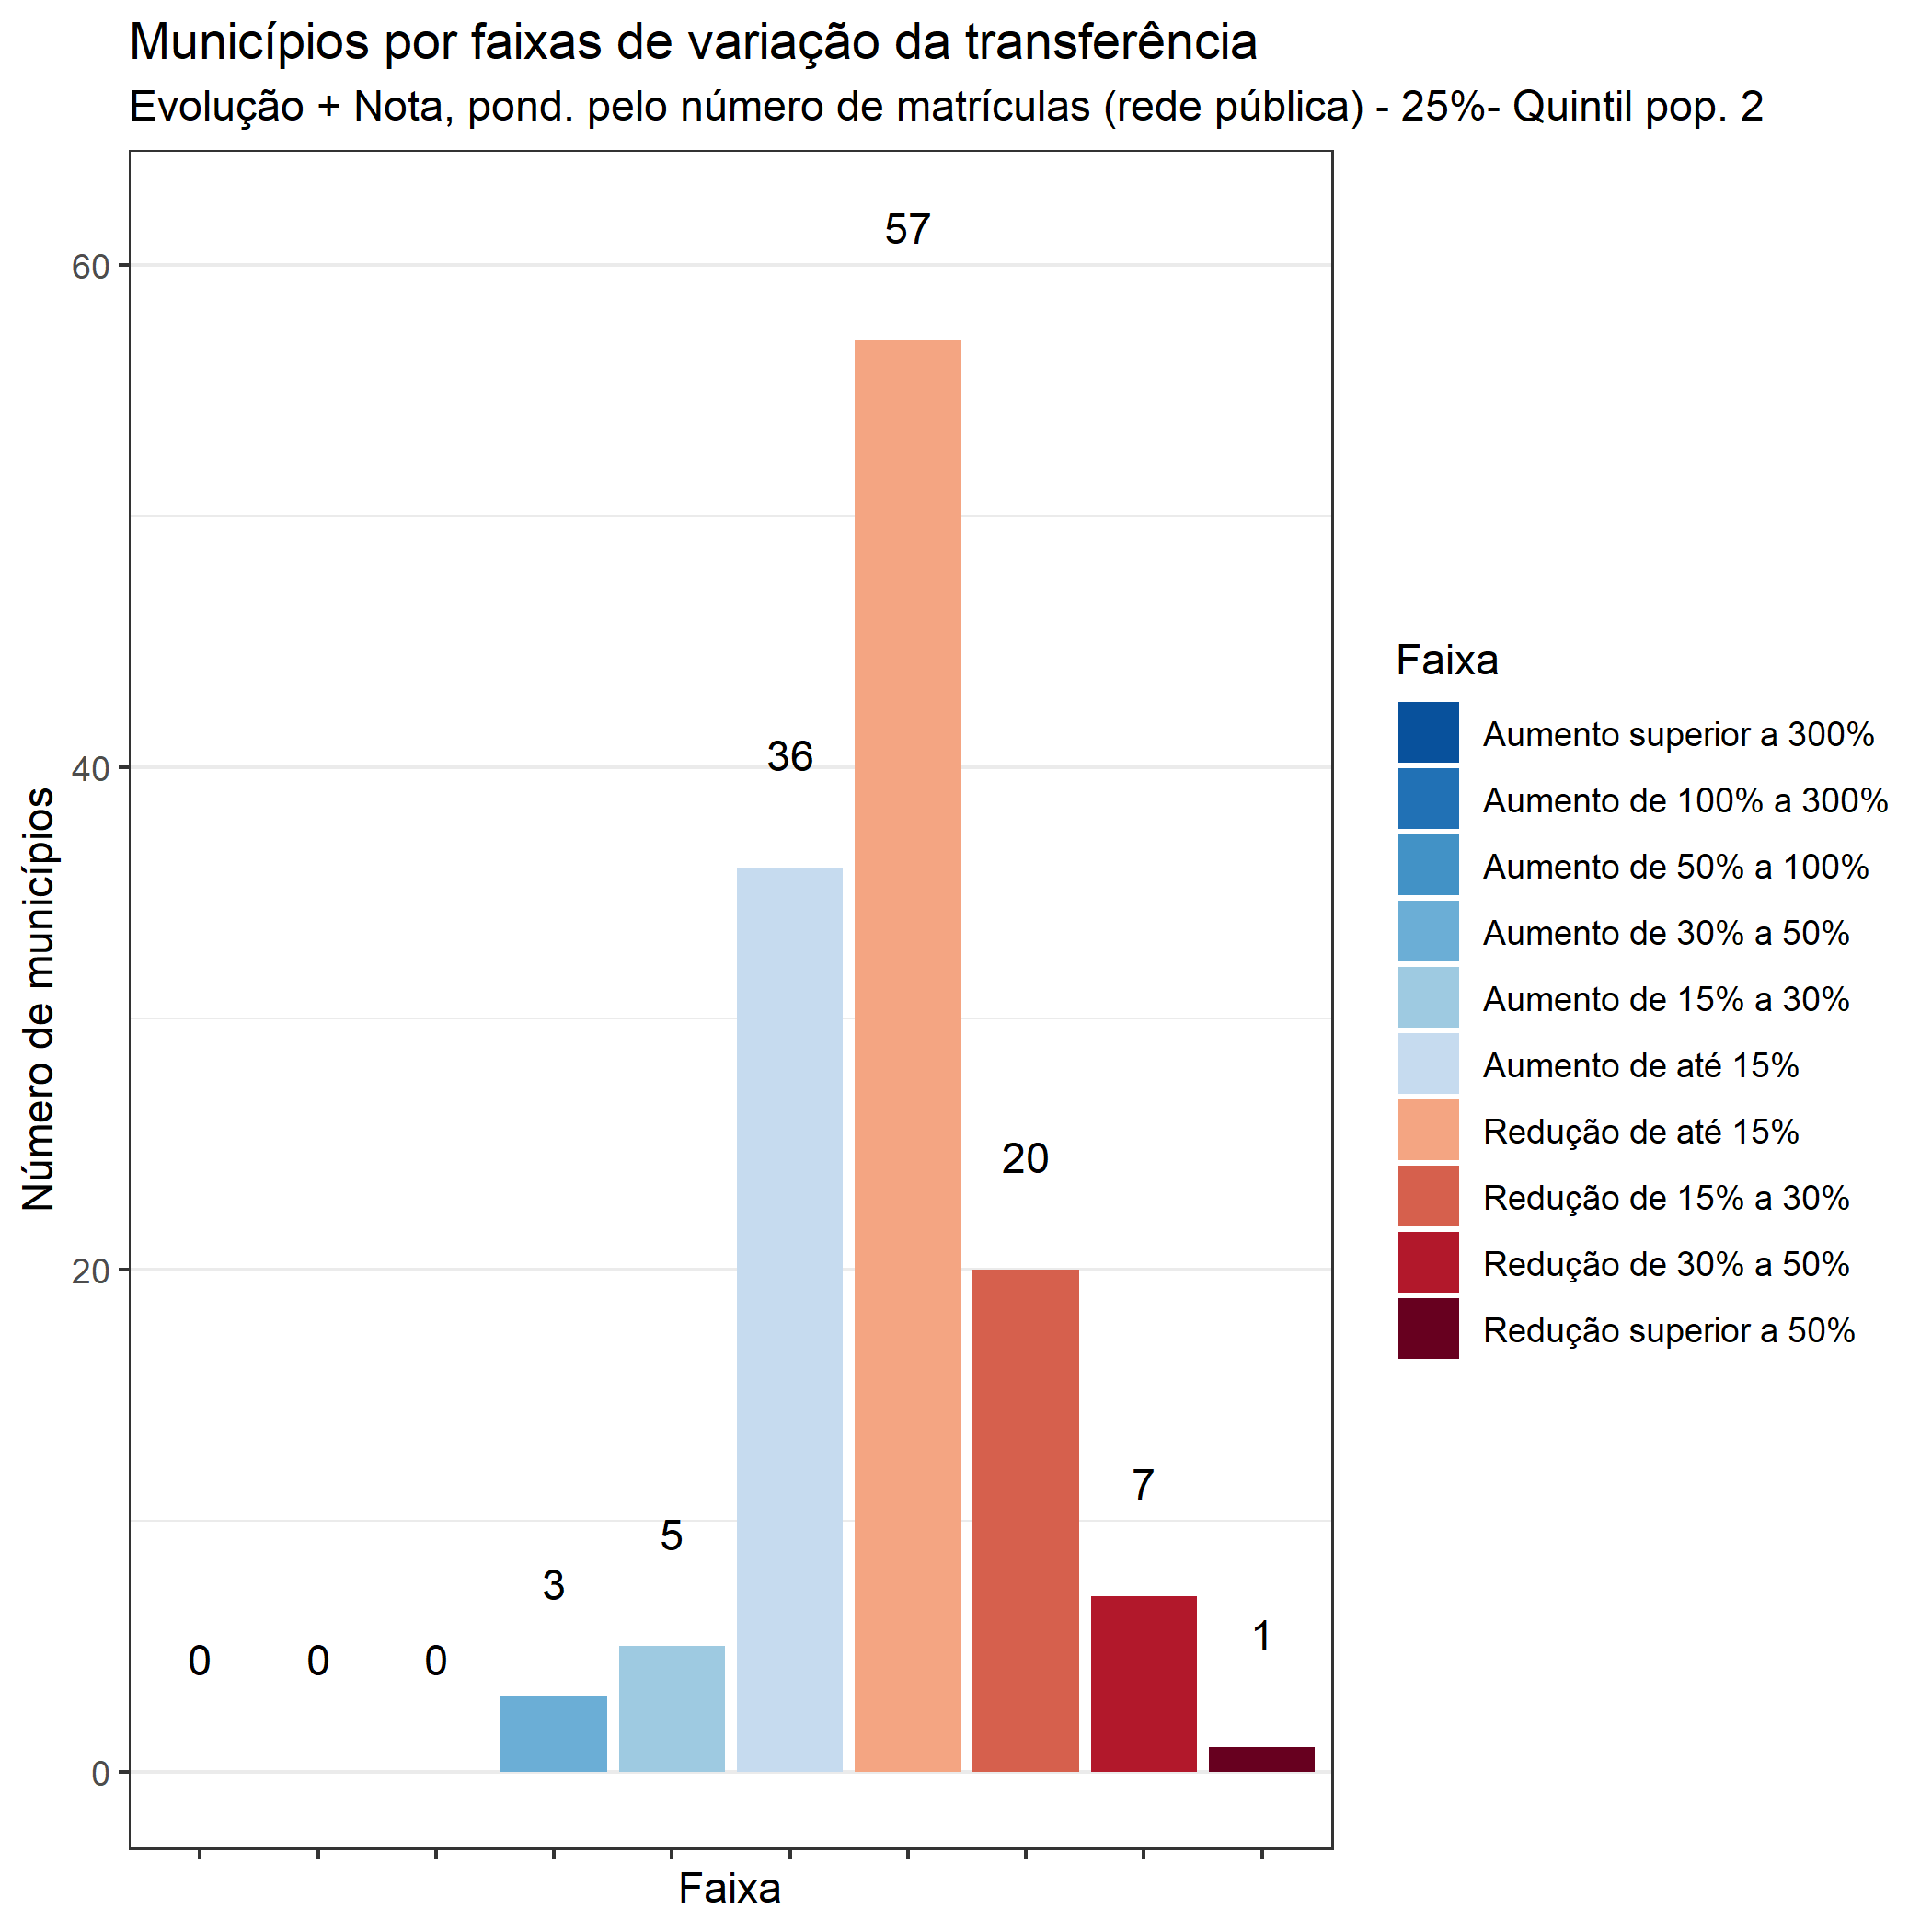 Municípios por faixas de variação da transferência
Evolução + Nota, pond. pelo número de matrículas (rede pública) - 25%- Quintil pop. 2
Número de municípios
60
40
20
0
0
0
0
3
5
36
57
20
7
1
Faixa
Faixa
Aumento superior a 300%
Aumento de 100% a 300%
Aumento de 50% a 100%
Aumento de 30% a 50%
Aumento de 15% a 30%
Aumento de até 15%
Redução de até 15%
Redução de 15% a 30%
Redução de 30% a 50%
Redução superior a 50%